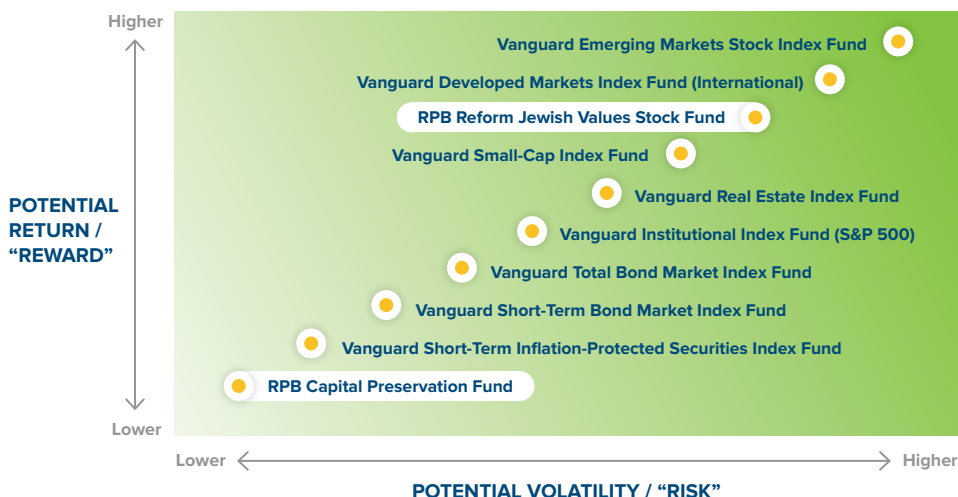 Higher
Vanguard Emerging Markets Stock Index Fund
Vanguard Developed Markets Index Fund (International)
RPB Reform Jewish Values Stock Fund
Vanguard Small-Cap Index Fund
POTENTIAL
RETURN /
“REWARD”
Vanguard Real Estate Index Fund
Vanguard Institutional Index Fund (S&P 500)
Vanguard Total Bond Market Index Fund
Vanguard Short-Term Bond Market Index Fund
Vanguard Short-Term Inflation-Protected Securities Index Fund
RPB Capital Preservation Fund
Lower
Lower
Higher
POTENTIAL VOLATILITY / “RISK”